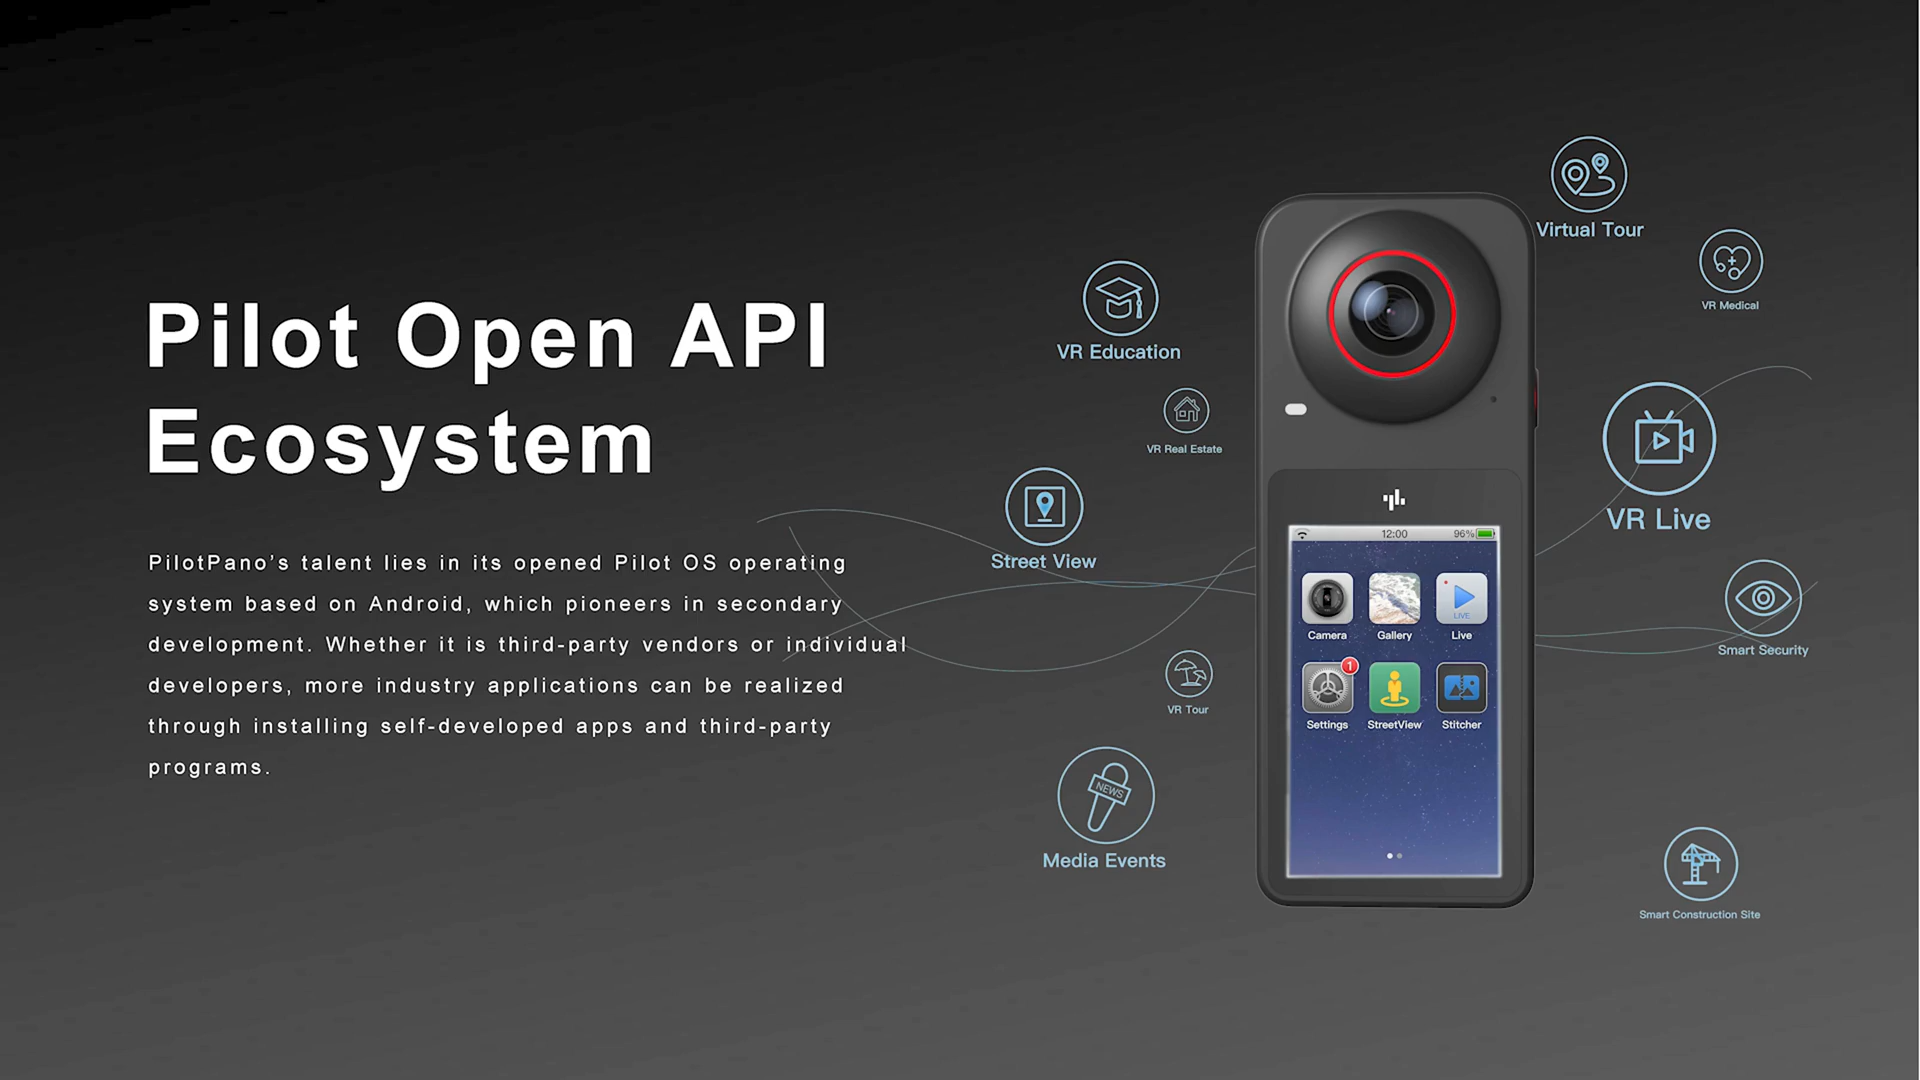 Pilot Open API
Ecosystem
PilotPano’s talent lies in its opened Pilot OS operating
system based on Android, which pioneers in secondary
development. Whether it is third-party vendors or individual
developers, more industry applications can be realized
through installing self-developed apps and third-party
programs.
Virtual Tour
VR Medical
VR Education
VR Real Estate
Street View
VR Live
Smart Security
VR Tour
NEWS
Media Events
Smart Construction Site
12:00 96%
LIVE
Camera Gallery Live
1
Settings StreetView Stitcher